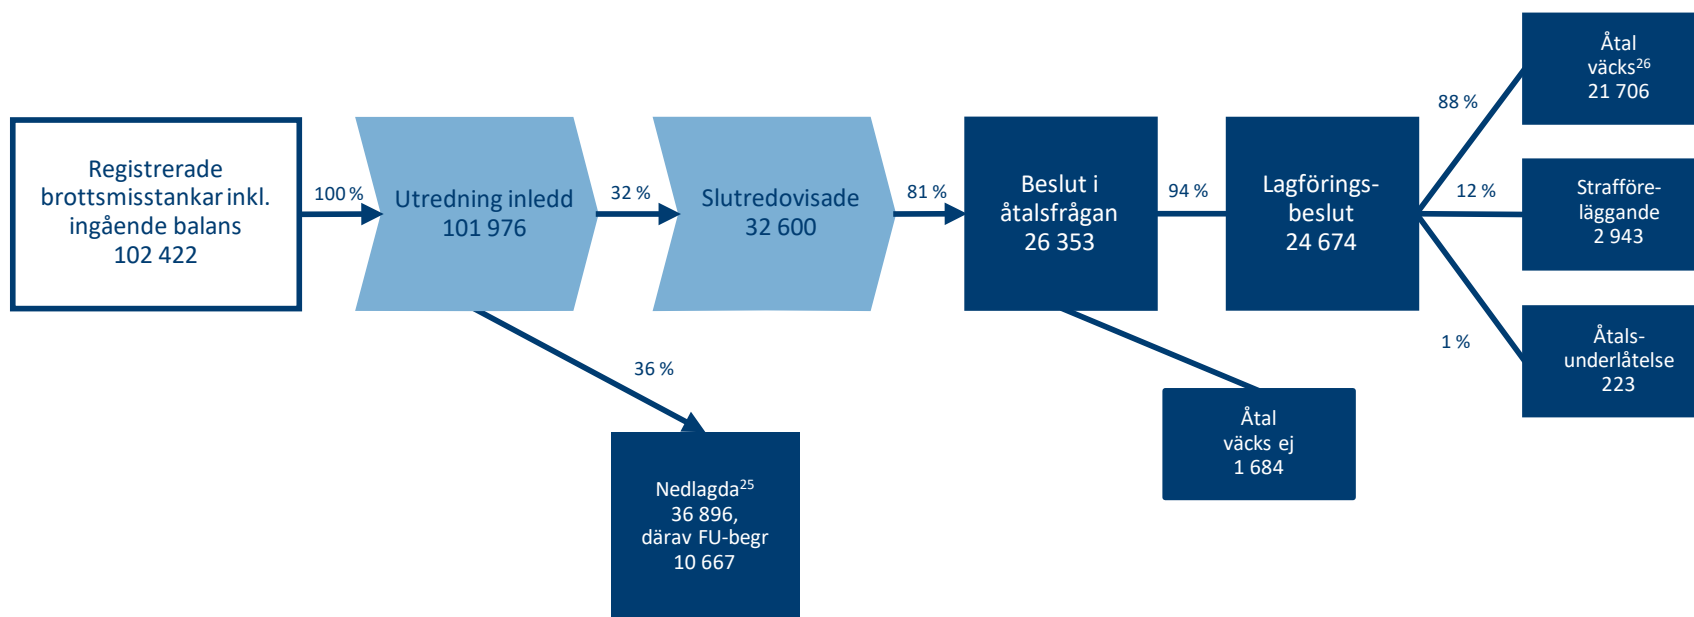 Registrerade
brottsmisstankar inkl.
ingående balans
102 422
100 %
Utredning inledd
101 976
32 %
Slutredovisade
32 600
81 %
Beslut i
åtalsfrågan
26 353
94 %
Lagförings-
beslut
24 674
88 %
Åtal
väcks26
21 706
12 %
Strafföre-
läggande
2 943
1 %
Åtals-
underlåtelse
223
36 %
Nedlagda25
36 896,
därav FU-begr
10 667
Åtal
väcks ej
1 684